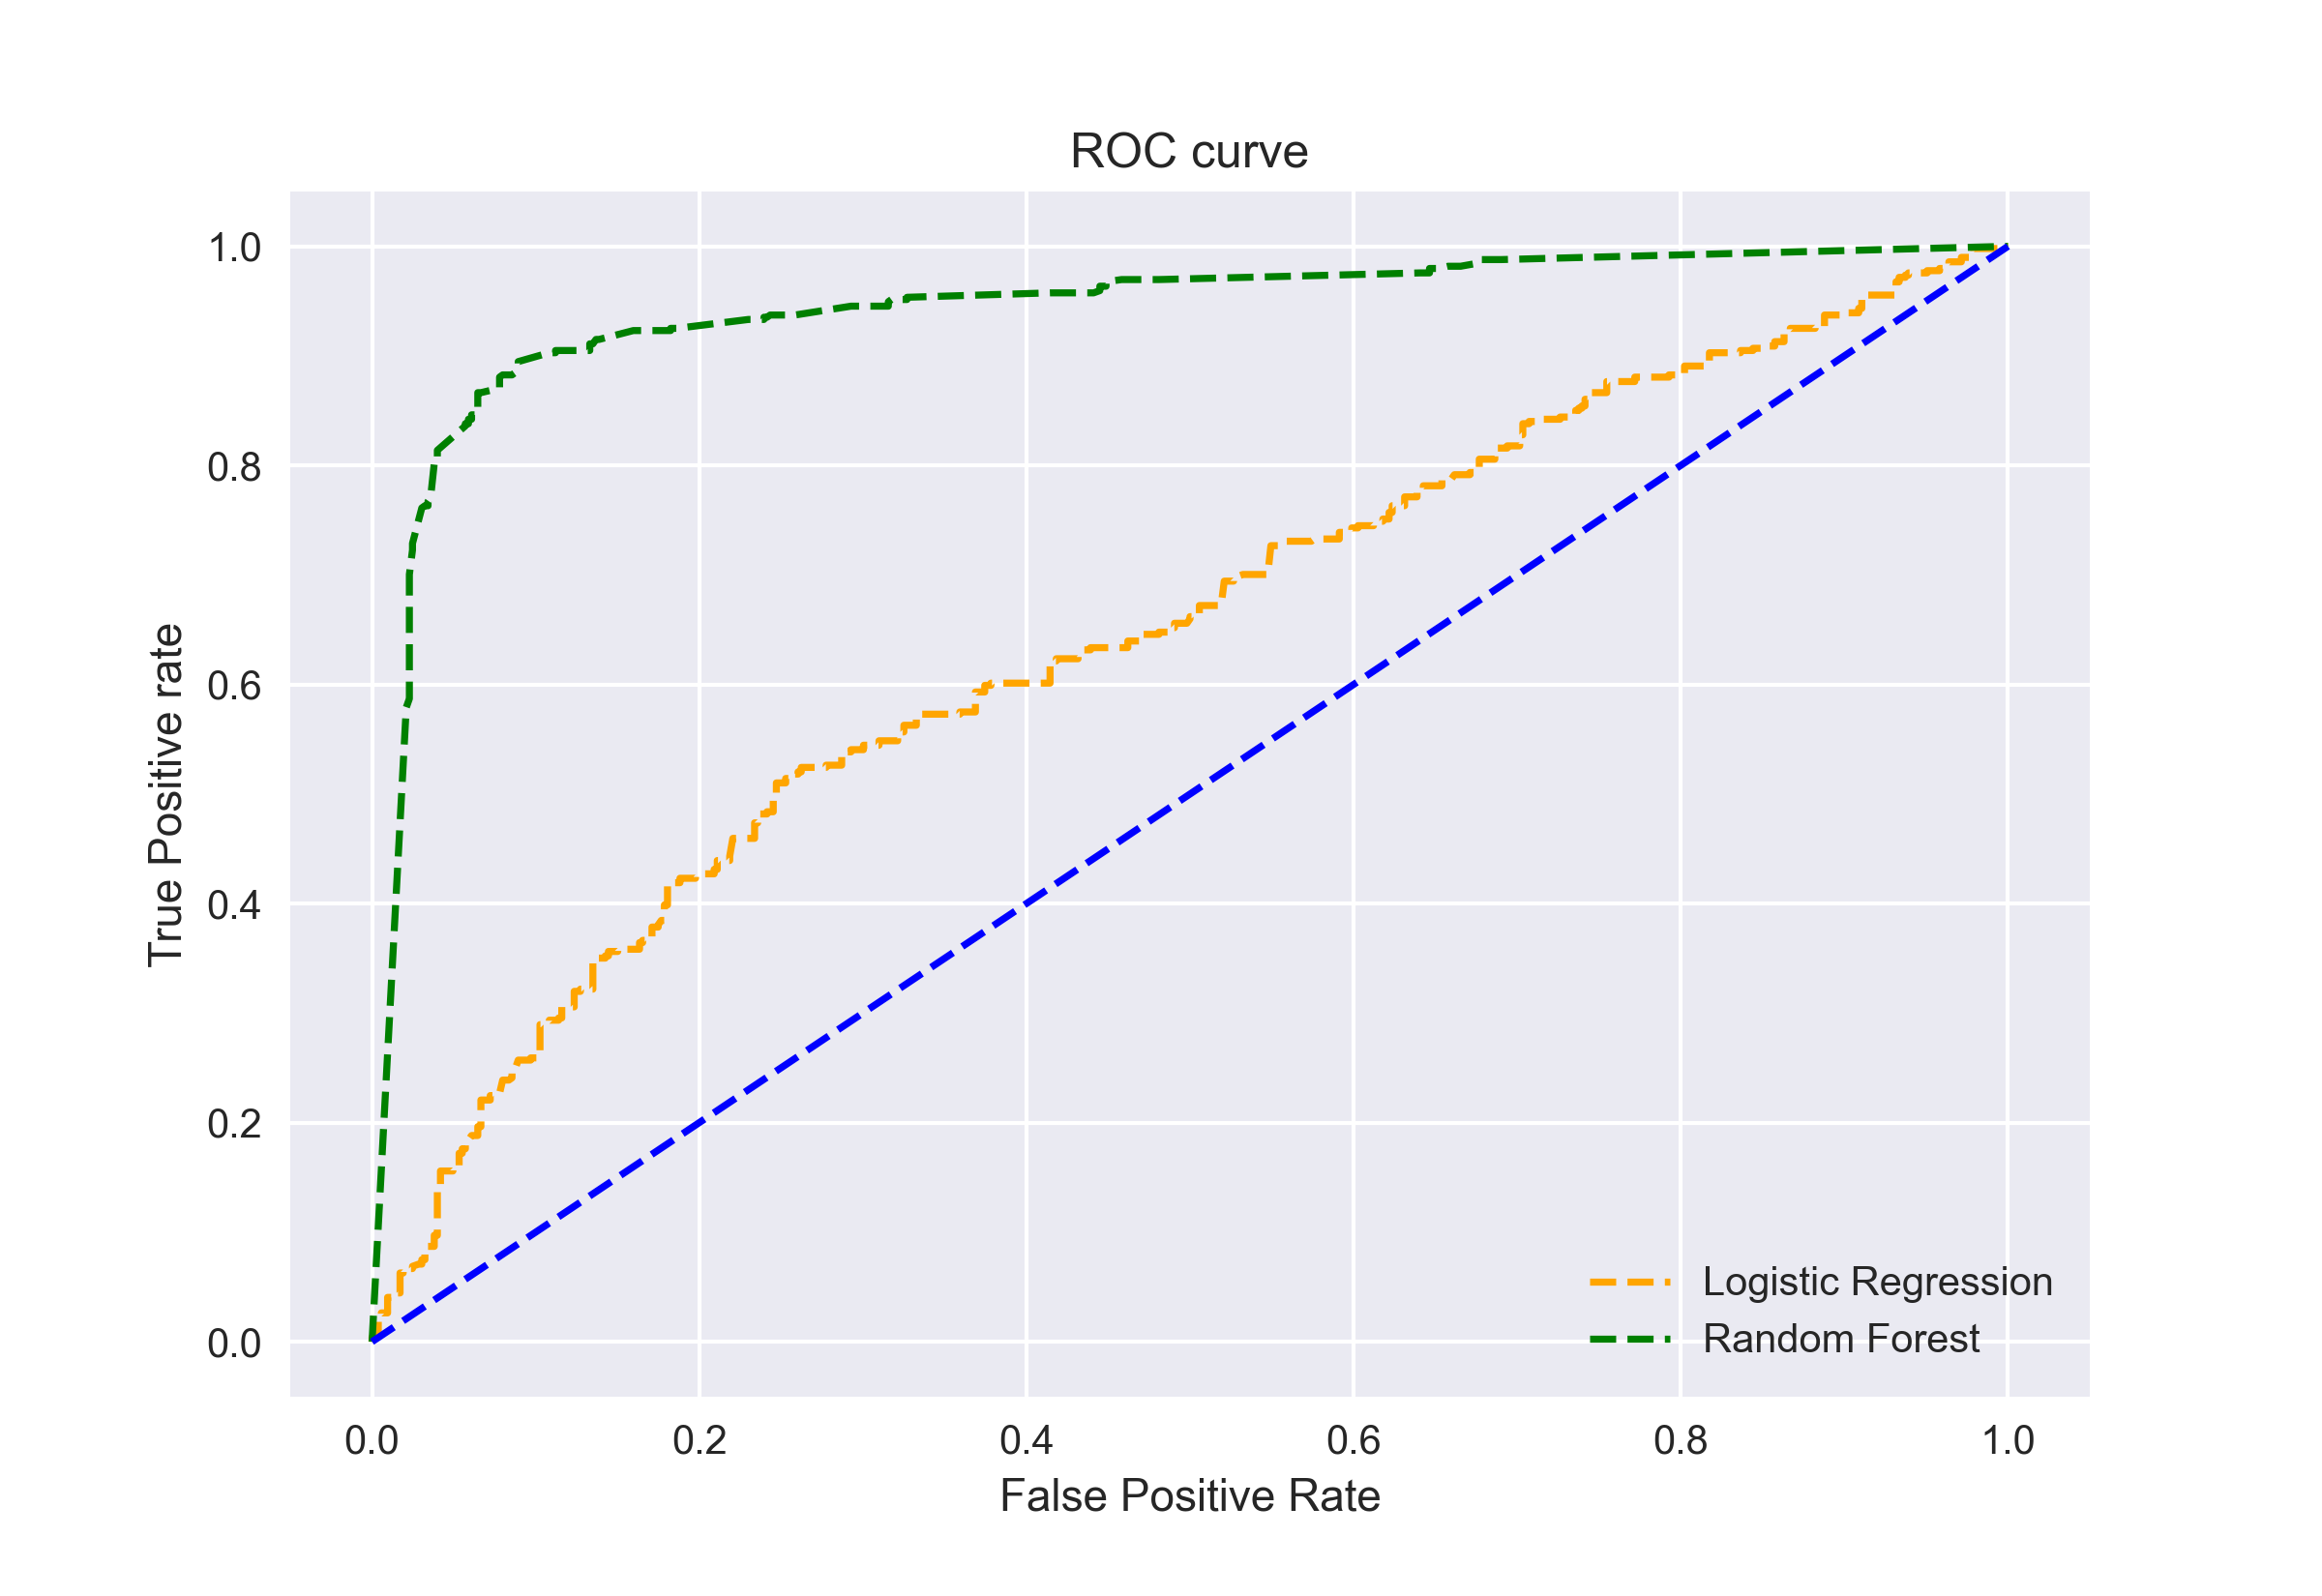 ROC curve
True Positive rate
1.0
0.8
0.6
0.4
0.2
0.0
Logistic Regression
Random Forest
0.0 0.2 0.4 0.6 0.8 1.0
False Positive Rate